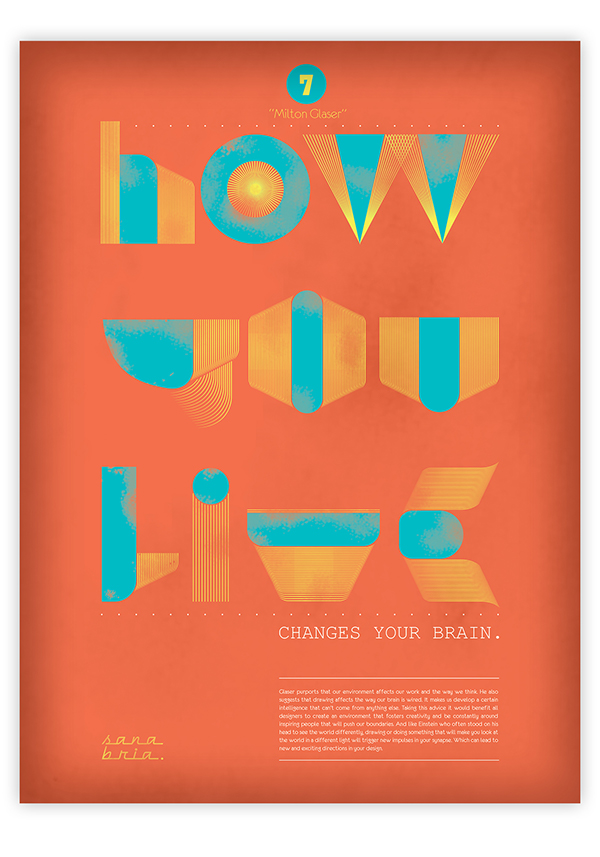 7
"Milton Glaser"
how
you
live
CHANGES YOUR BRAIN.
Glaser purports that our environment affects our work and the way we think. He also
suggests that drawing affects the way our brain is wired. It makes us develop a certain
intelligence that can't come from anything else. Taking this advice it would benefit all
designers to create an environment that fosters creativity and be constantly around
inspiring people that will push our boundaries. And like Einstein who often stood on his
head to see the world differently, drawing or doing something that will make you look at
the world in a different light will trigger new impulses in your synapse. Which can lead to
new and exciting directions in your design.
sana
bria.